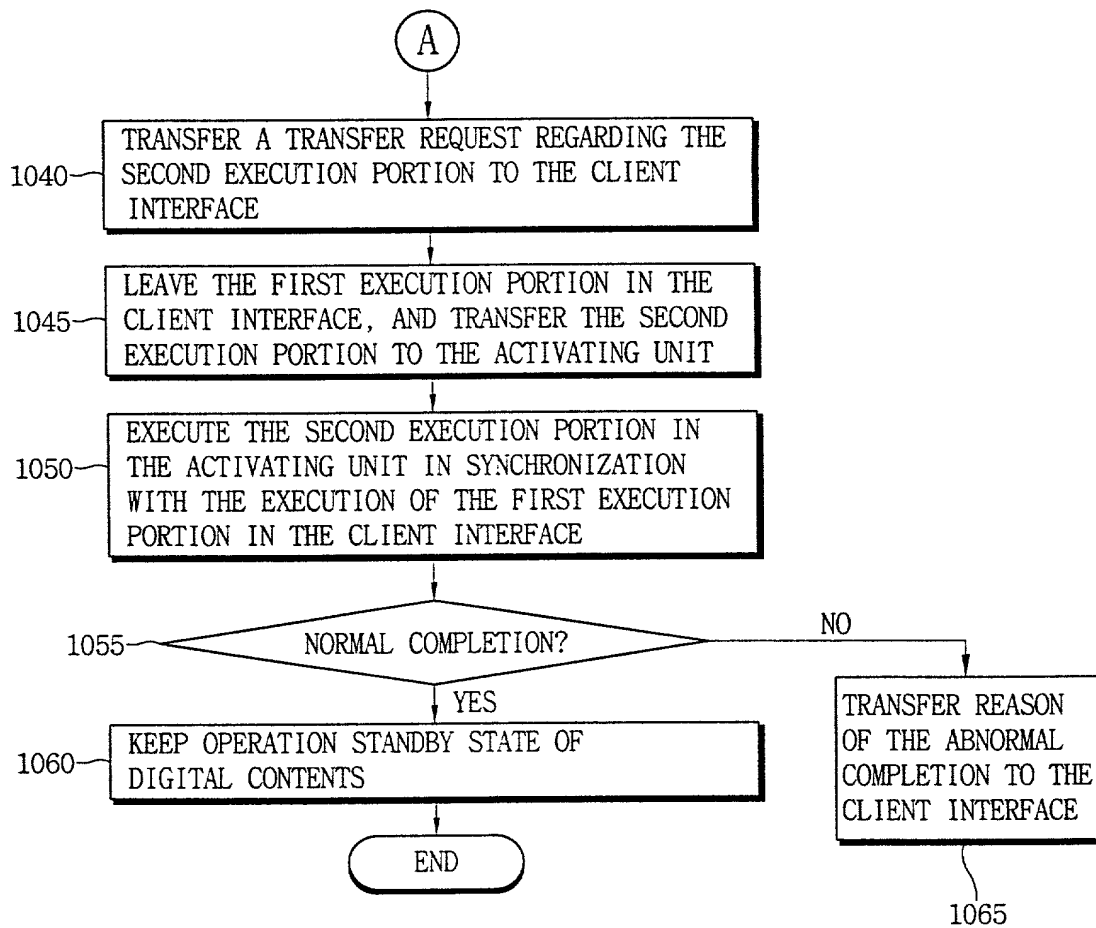 A
TRANSFER A TRANSFER REQUEST REGARDING THE
SECOND EXECUTION PORTION TO THE CLIENT
INTERFACE
1040
LEAVE THE FIRST EXECUTION PORTION IN THE
CLIENT INTERFACE, AND TRANSFER THE SECOND
EXECUTION PORTION TO THE ACTIVATING UNIT
1045
EXECUTE THE SECOND EXECUTION PORTION IN
THE ACTIVATING UNIT IN SYNCHRONIZATION
WITH THE EXECUTION OF THE FIRST EXECUTION
PORTION IN THE CLIENT INTERFACE
1050
1055
NORMAL COMPLETION?
NO
YES
KEEP OPERATION STANDBY STATE OF
DIGITAL CONTENTS
1060
TRANSFER REASON
OF THE ABNORMAL
COMPLETION TO THE
CLIENT INTERFACE
END
1065